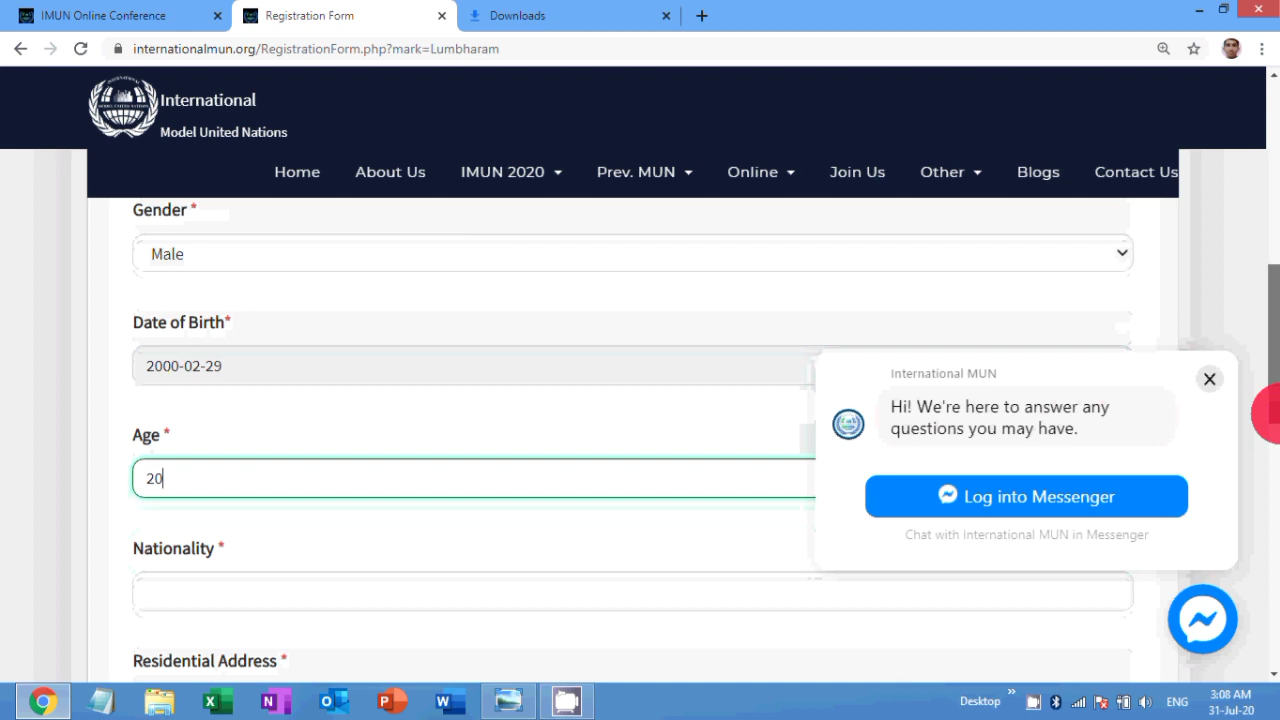 IMUN Online Conference
Registration Form
Downloads
internationalmun.org/RegistrationForm.php?mark=Lumbharam
International
Model United Nations
Home
About Us
IMUN 2020
Prev. MUN
Online
Join Us
Other
Blogs
Contact Us
Gender *
Male
Date of Birth*
2000-02-29
Age *
20
International MUN
Hi! We're here to answer any
questions you may have.
Log into Messenger
Chat with International MUN in Messenger
Nationality *
Residential Address *
Desktop
ENG
3:08 AM
31-Jul-20